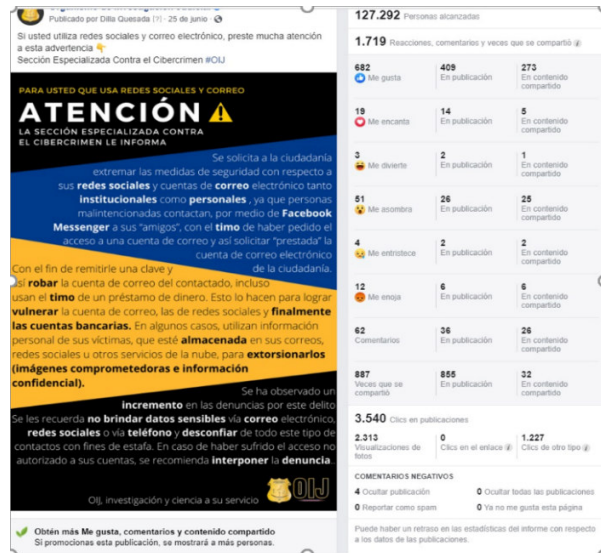 Publicado por Dilia Quesada [?] · 25 de junio ·
Si usted utiliza redes sociales y correo electrónico, preste mucha atención
a esta advertencia
Sección Especializada Contra el Cibercrimen #OIJ
PARA USTED QUE USA REDES SOCIALES Y CORREO
ATENCIÓN
LA SECCIÓN ESPECIALIZADA CONTRA
EL CIBERCRIMEN LE INFORMA
Se solicita a la ciudadanía
extremar las medidas de seguridad con respecto a
sus redes sociales y cuentas de correo electrónico tanto
institucionales como personales , ya que personas
malintencionadas contactan, por medio de Facebook
Messenger a sus "amigos", con el timo de haber pedido el
acceso a una cuenta de correo y así solicitar "prestada" la
cuenta de correo electrónico
de la ciudadanía.
Con el fin de remitirle una clave y
así robar la cuenta de correo del contactado, incluso
usan el timo de un préstamo de dinero. Esto lo hacen para lograr
vulnerar la cuenta de correo, las de redes sociales y finalmente
las cuentas bancarias. En algunos casos, utilizan información
personal de sus víctimas, que esté almacenada en sus correos,
redes sociales u otros servicios de la nube, para extorsionarlos
(imágenes comprometedoras e información
confidencial).
Se ha observado un
incremento en las denuncias por este delito
Se les recuerda no brindar datos sensibles vía correo electrónico,
redes sociales o vía teléfono y desconfiar de todo este tipo de
contactos con fines de estafa. En caso de haber sufrido el acceso no
autorizado a sus cuentas, se recomienda interponer la denuncia.
OIJ
OIJ, investigación y ciencia a su servicio
Obtén más Me gusta, comentarios y contenido compartido
Si promocionas esta publicación, se mostrará a más personas.
127.292 Personas alcanzadas
1.719 Reacciones, comentarios y veces que se compartió
682 409 273
Me gusta En publicación En contenido compartido
19 14 5
Me encanta En publicación En contenido compartido
3 2 1
Me divierte En publicación En contenido compartido
51 26 25
Me asombra En publicación En contenido compartido
4 2 2
Me entristece En publicación En contenido compartido
12 6 6
Me enoja En publicación En contenido compartido
62 36 26
Comentarios En publicación En contenido compartido
887 855 32
Veces que se compartió En publicación En contenido compartido
3.540 Clics en publicaciones
2.313 0 1.227
Visualizaciones de fotos Clics en el enlace Clics de otro tipo
COMENTARIOS NEGATIVOS
4 Ocultar publicación 0 Ocultar todas las publicaciones
0 Reportar como spam 0 Ya no me gusta esta página
Puede haber un retraso en las estadísticas del informe con respecto
a los datos de las publicaciones.